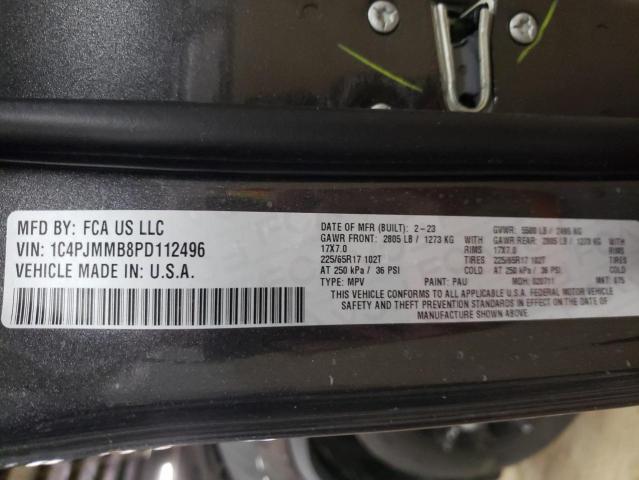 MFD BY: FCA US LLC
VIN: 1C4PJMMB8PD112496
VEHICLE MADE IN: U.S.A.
DATE OF MFR (BUILT): 2-23 GVWR: 5500 LB / 2495 KG
GAWR FRONT: 2805 LB / 1273 KG GAWR REAR: 2805 LB / 1273 KG
17X7.0 RIMS 17X7.0 RIMS
225/65R17 102T TIRES 225/65R17 102T TIRES
AT 250 kPa / 36 PSI COLD AT 250 kPa / 36 PSI COLD
TYPE: MPV PAINT: PAU MDH: 020711 MKT: 675
THIS VEHICLE CONFORMS TO ALL APPLICABLE U.S.A. FEDERAL MOTOR VEHICLE
SAFETY AND THEFT PREVENTION STANDARDS IN EFFECT ON THE DATE OF
MANUFACTURE SHOWN ABOVE.